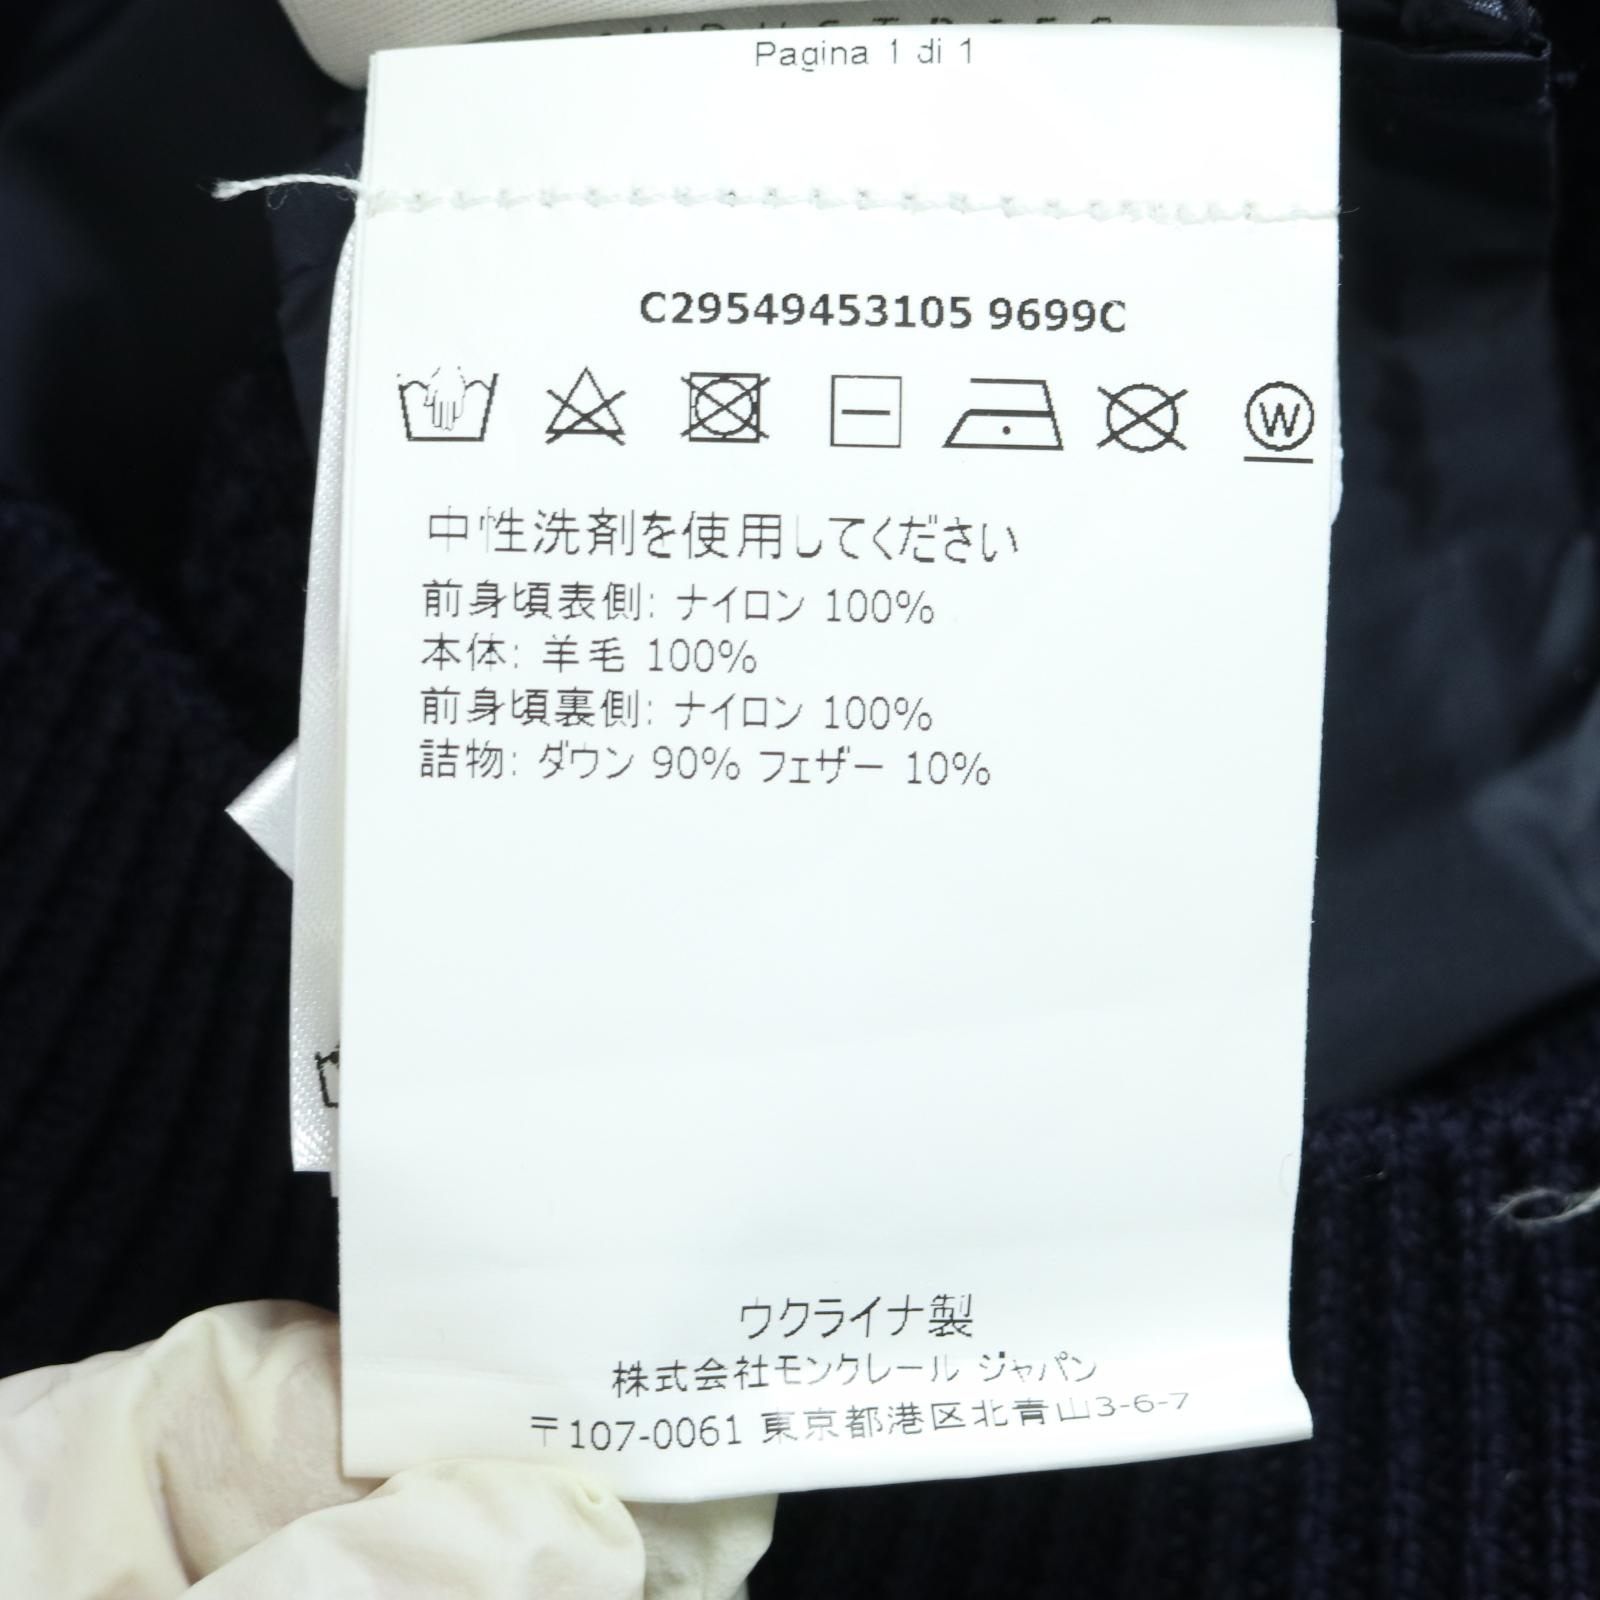 Pagina 1 di 1
C29549453105 9699C
W
中性洗剤を使用してください
前身頃表側: ナイロン 100%
本体: 羊毛 100%
前身頃裏側: ナイロン 100%
詰物: ダウン 90% フェザー 10%
ウクライナ製
株式会社モンクレール ジャパン
〒107-0061 東京都港区北青山3-6-7